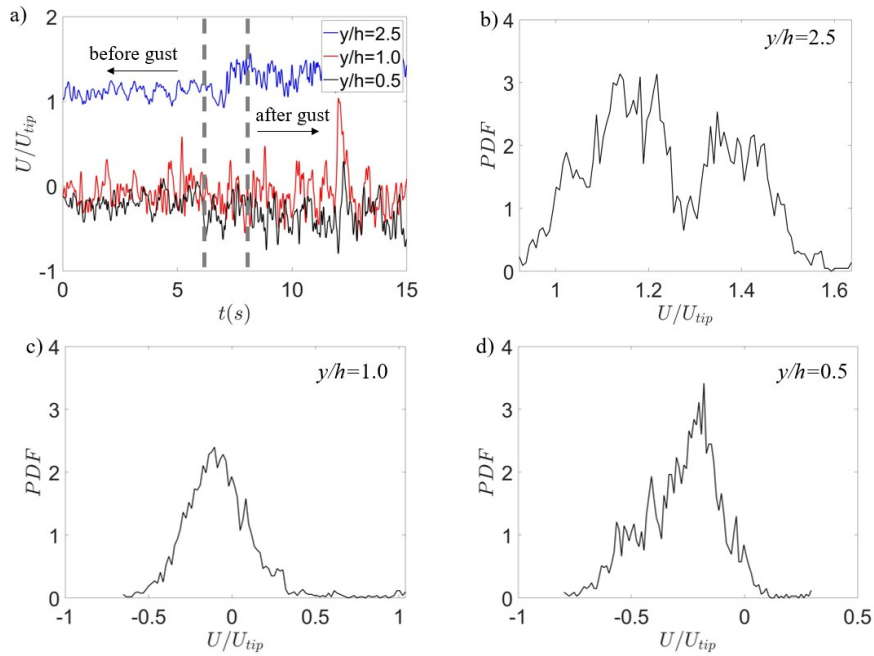 a)
2
1
0
-1
U/U_tip
before gust
after gust
y/h=2.5
y/h=1.0
y/h=0.5
0 5 10 15
t(s)
b)
4
3
2
1
0
PDF
y/h=2.5
1 1.2 1.4 1.6
U/U_tip
c)
4
3
2
1
0
PDF
y/h=1.0
-1 -0.5 0 0.5 1
U/U_tip
d)
4
3
2
1
0
PDF
y/h=0.5
-1 -0.5 0 0.5
U/U_tip